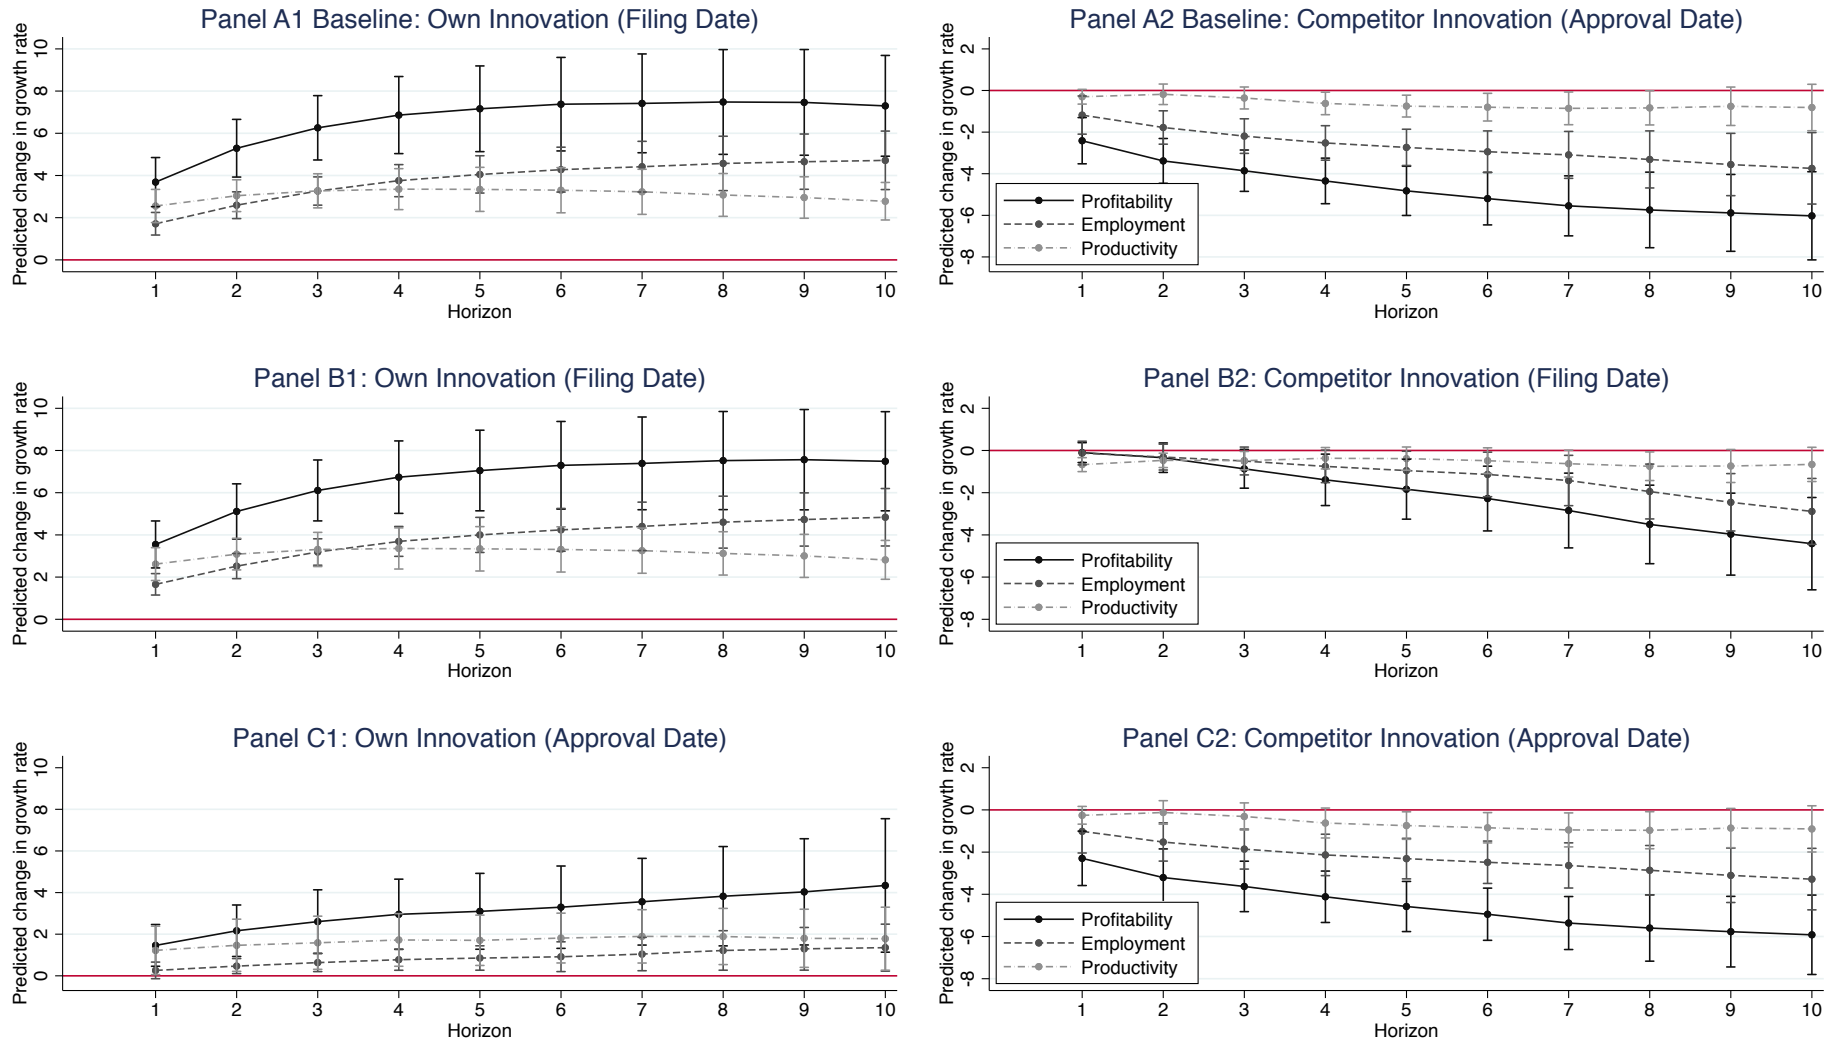 Panel A1 Baseline: Own Innovation (Filing Date)
Predicted change in growth rate
10
8
6
4
2
0
1 2 3 4 5 6 7 8 9 10
Horizon
Panel A2 Baseline: Competitor Innovation (Approval Date)
Predicted change in growth rate
2
0
-2
-4
-6
-8
Profitability
Employment
Productivity
1 2 3 4 5 6 7 8 9 10
Horizon
Panel B1: Own Innovation (Filing Date)
Predicted change in growth rate
10
8
6
4
2
0
1 2 3 4 5 6 7 8 9 10
Horizon
Panel B2: Competitor Innovation (Filing Date)
Predicted change in growth rate
2
0
-2
-4
-6
-8
Profitability
Employment
Productivity
1 2 3 4 5 6 7 8 9 10
Horizon
Panel C1: Own Innovation (Approval Date)
Predicted change in growth rate
10
8
6
4
2
0
1 2 3 4 5 6 7 8 9 10
Horizon
Panel C2: Competitor Innovation (Approval Date)
Predicted change in growth rate
2
0
-2
-4
-6
-8
Profitability
Employment
Productivity
1 2 3 4 5 6 7 8 9 10
Horizon